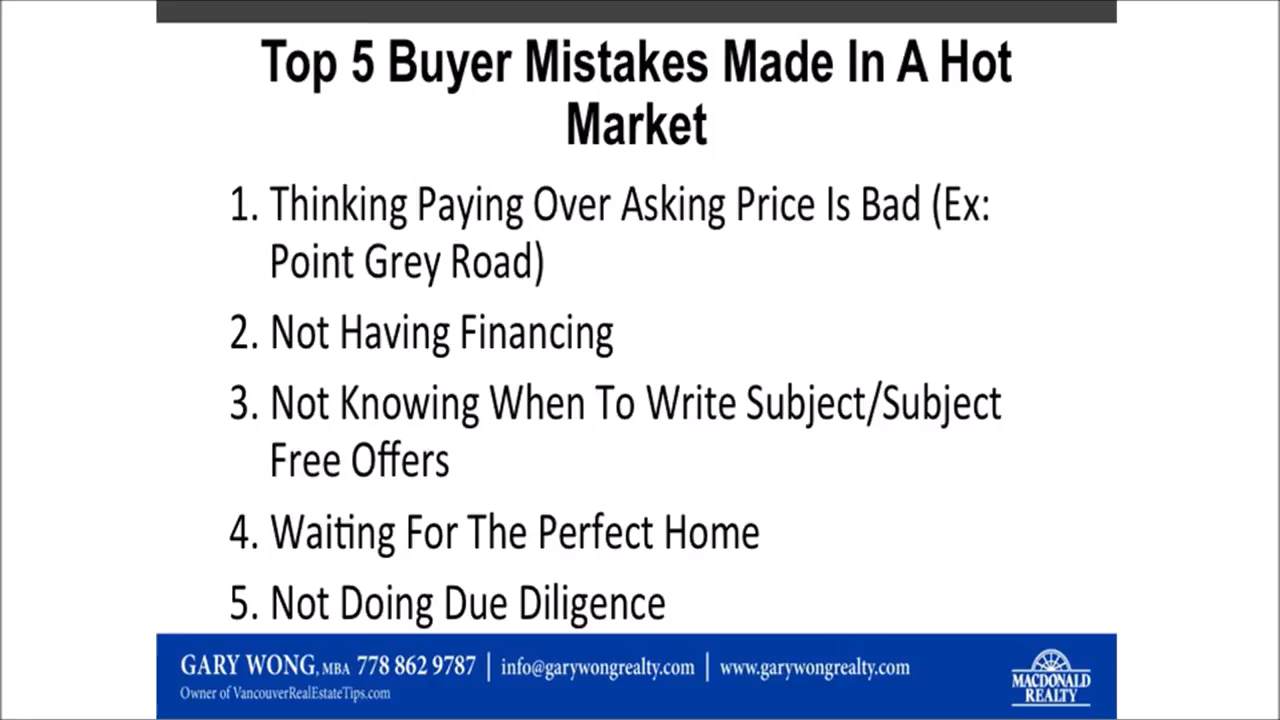 Top 5 Buyer Mistakes Made In A Hot
Market
1. Thinking Paying Over Asking Price Is Bad (Ex:
Point Grey Road)
2. Not Having Financing
3. Not Knowing When To Write Subject/Subject
Free Offers
4. Waiting For The Perfect Home
5. Not Doing Due Diligence
GARY WONG, MBA 778 862 9787 | info@garywongrealty.com | www.garywongrealty.com
Owner of VancouverRealEstateTips.com
MACDONALD
REALTY